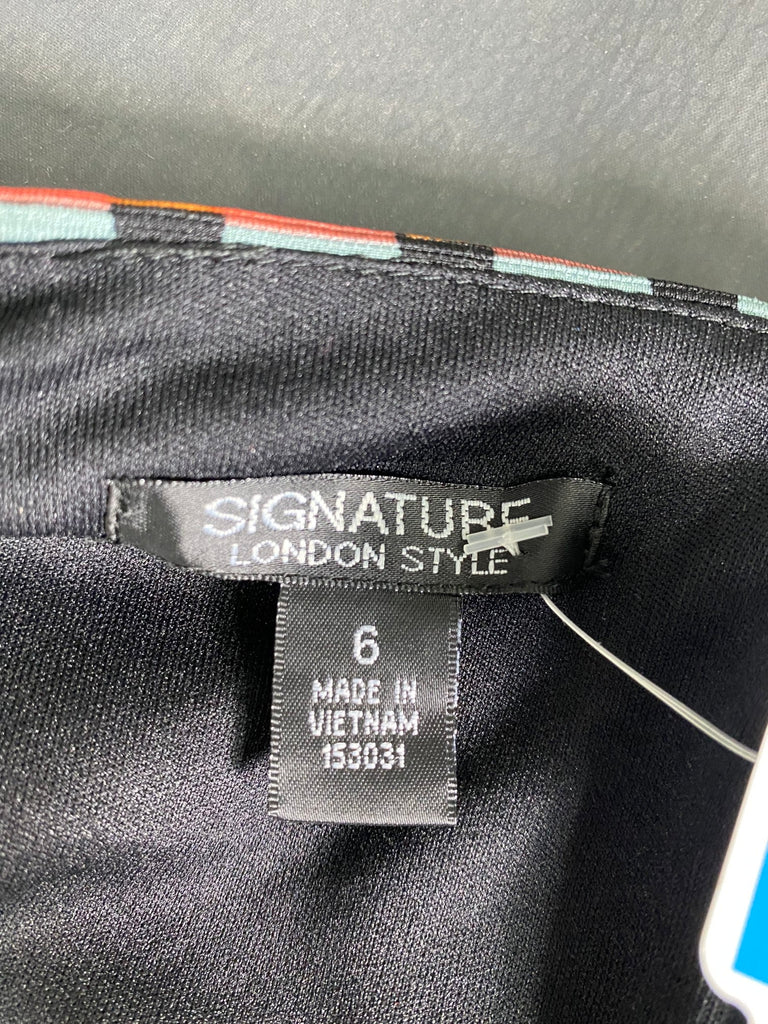 SIGNATURE
LONDON STYLE
6
MADE IN
VIETNAM
153031